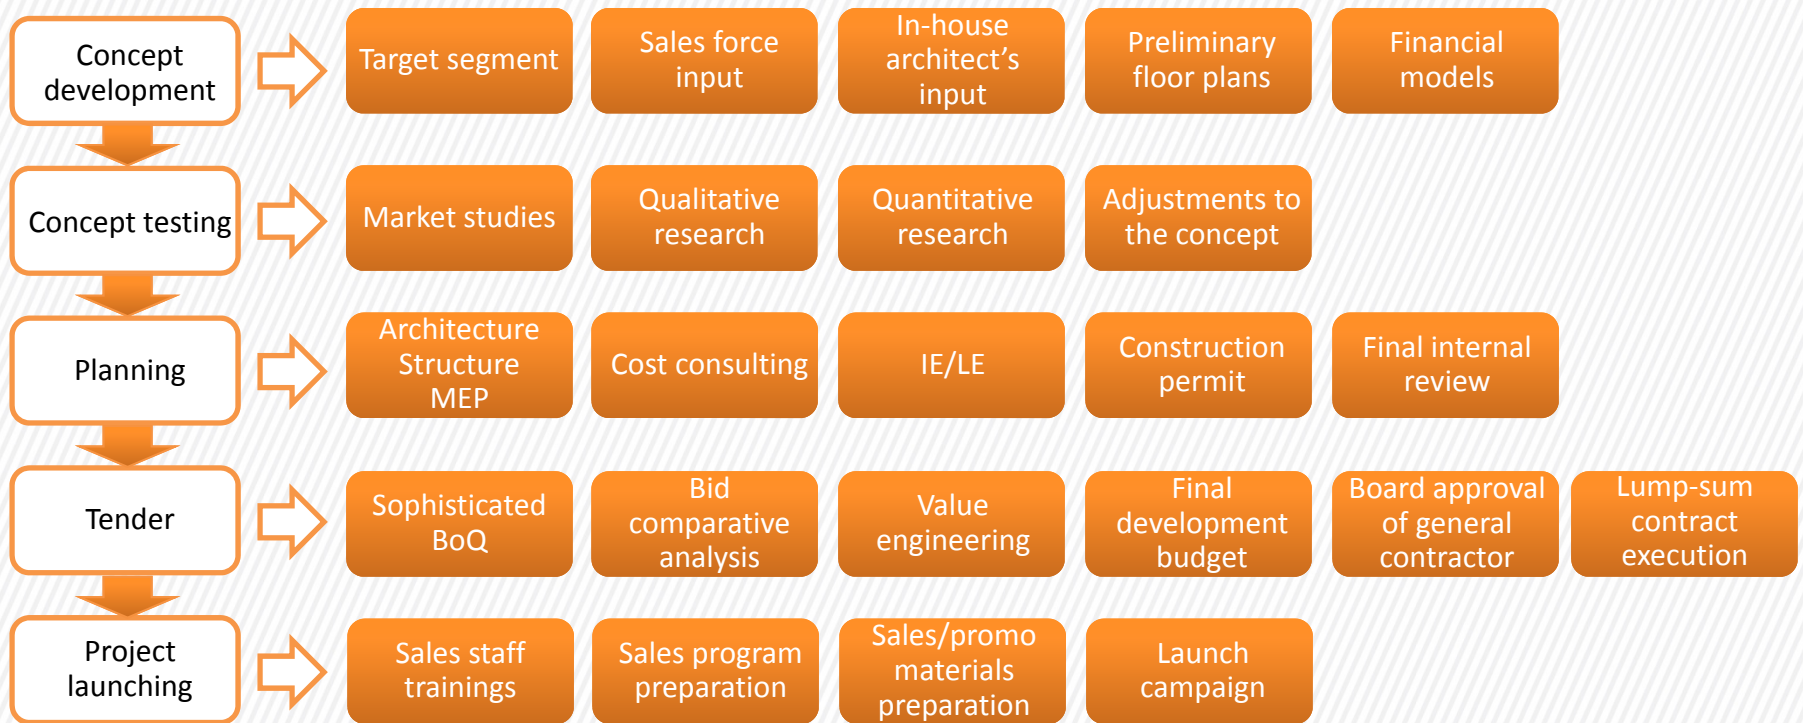 Concept
development
Target segment
Sales force
input
In-house
architect’s
input
Preliminary
floor plans
Financial
models
Concept testing
Market studies
Qualitative
research
Quantitative
research
Adjustments to
the concept
Planning
Architecture
Structure
MEP
Cost consulting
IE/LE
Construction
permit
Final internal
review
Tender
Sophisticated
BoQ
Bid
comparative
analysis
Value
engineering
Final
development
budget
Board approval
of general
contractor
Lump-sum
contract
execution
Project
launching
Sales staff
trainings
Sales program
preparation
Sales/promo
materials
preparation
Launch
campaign